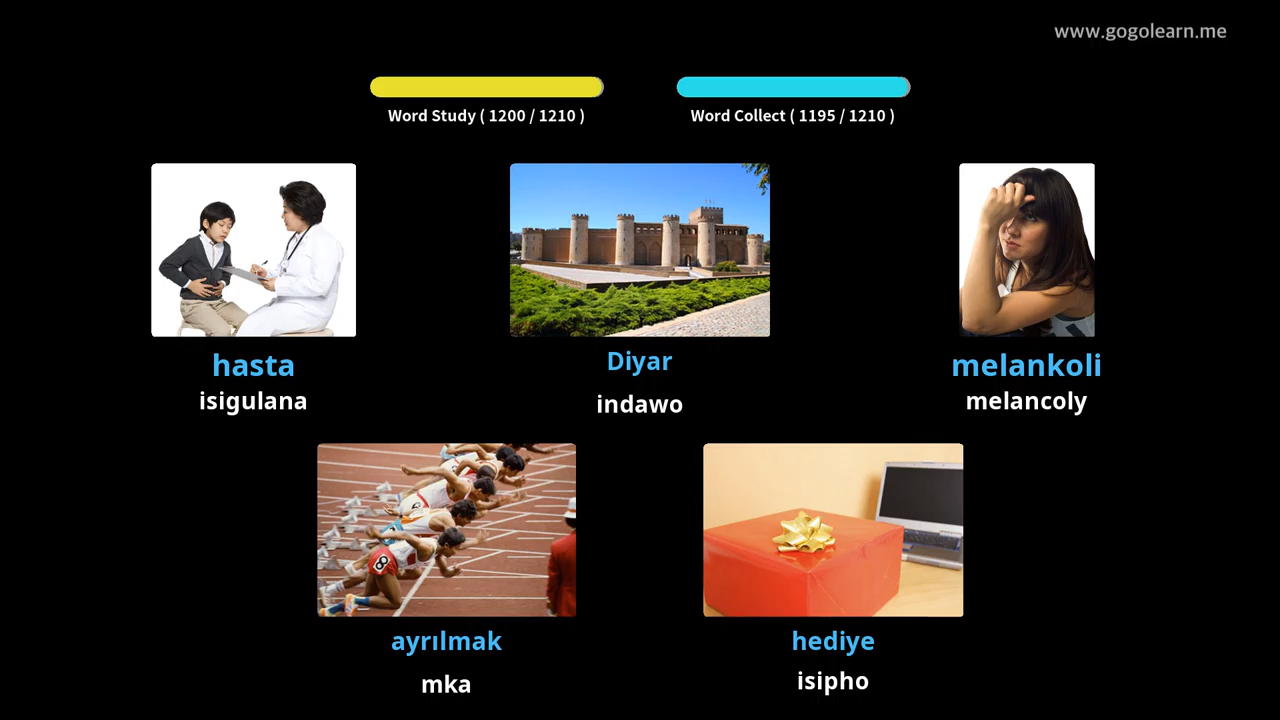 www.gogolearn.me
Word Study ( 1200 / 1210 )
Word Collect ( 1195 / 1210 )
hasta
isigulana
Diyar
indawo
melankoli
melancoly
ayrılmak
mka
hediye
isipho
8